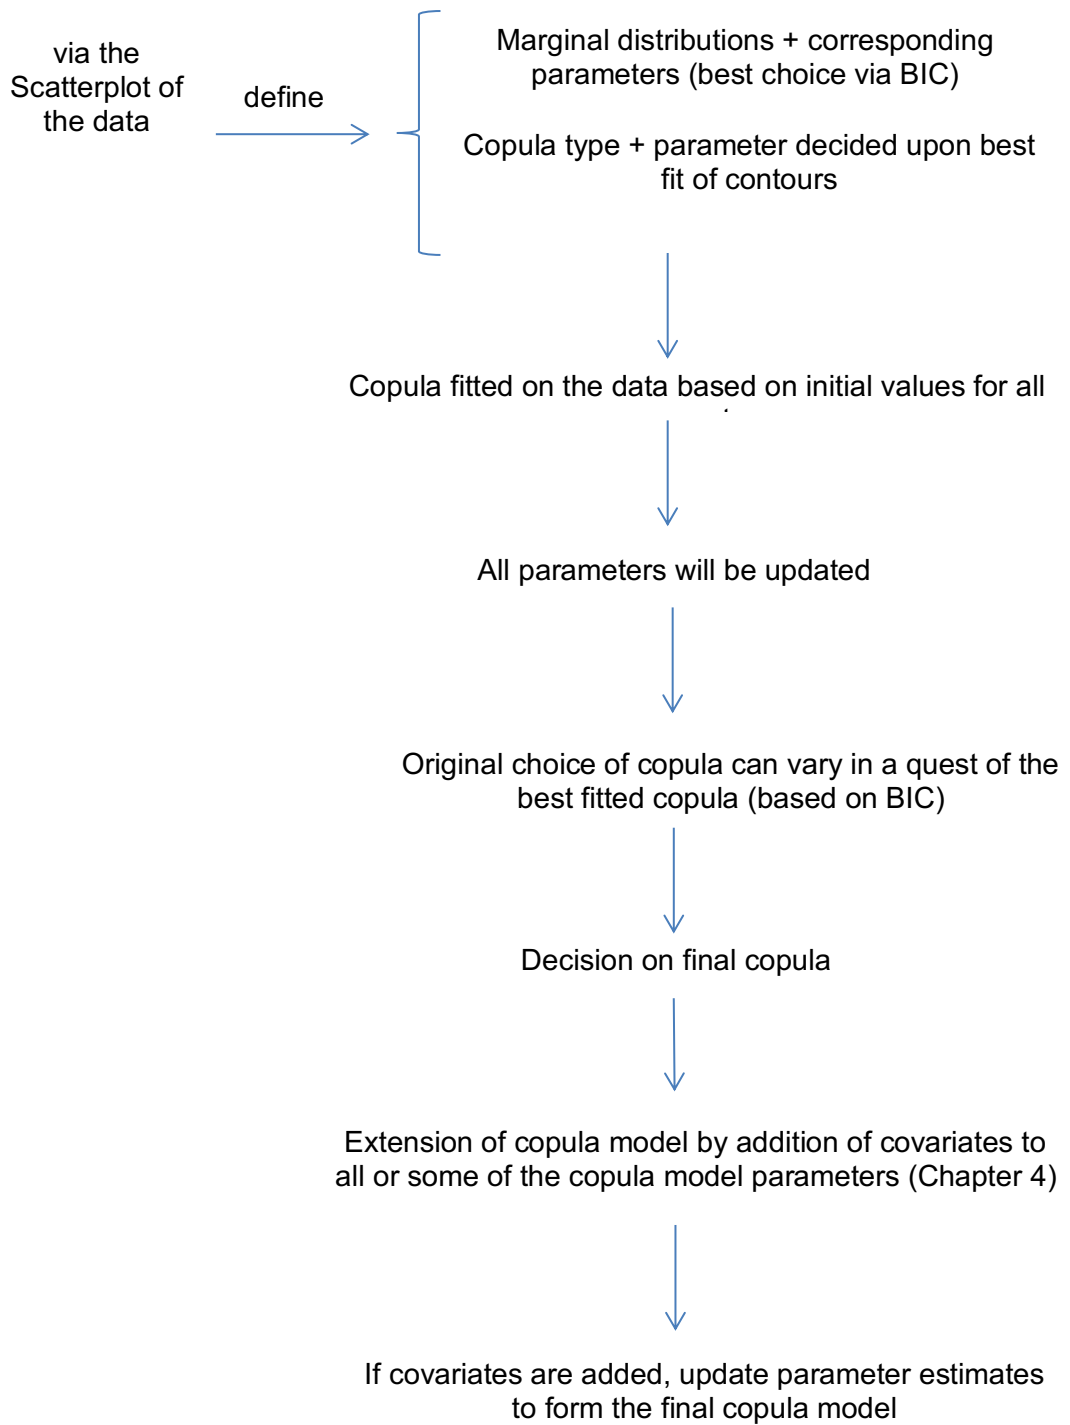 via the
Scatterplot of
the data
define
Marginal distributions + corresponding
parameters (best choice via BIC)
Copula type + parameter decided upon best
fit of contours
Copula fitted on the data based on initial values for all
All parameters will be updated
Original choice of copula can vary in a quest of the
best fitted copula (based on BIC)
Decision on final copula
Extension of copula model by addition of covariates to
all or some of the copula model parameters (Chapter 4)
If covariates are added, update parameter estimates
to form the final copula model